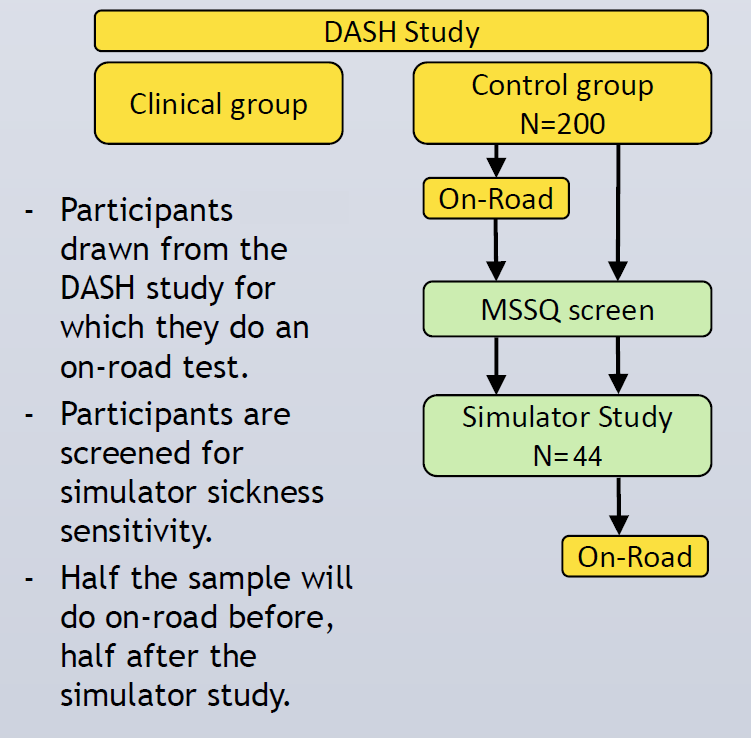 DASH Study
Clinical group
Control group
N=200
On-Road
MSSQ screen
Simulator Study
N=44
On-Road
- Participants
drawn from the
DASH study for
which they do an
on-road test.
- Participants are
screened for
simulator sickness
sensitivity.
- Half the sample will
do on-road before,
half after the
simulator study.